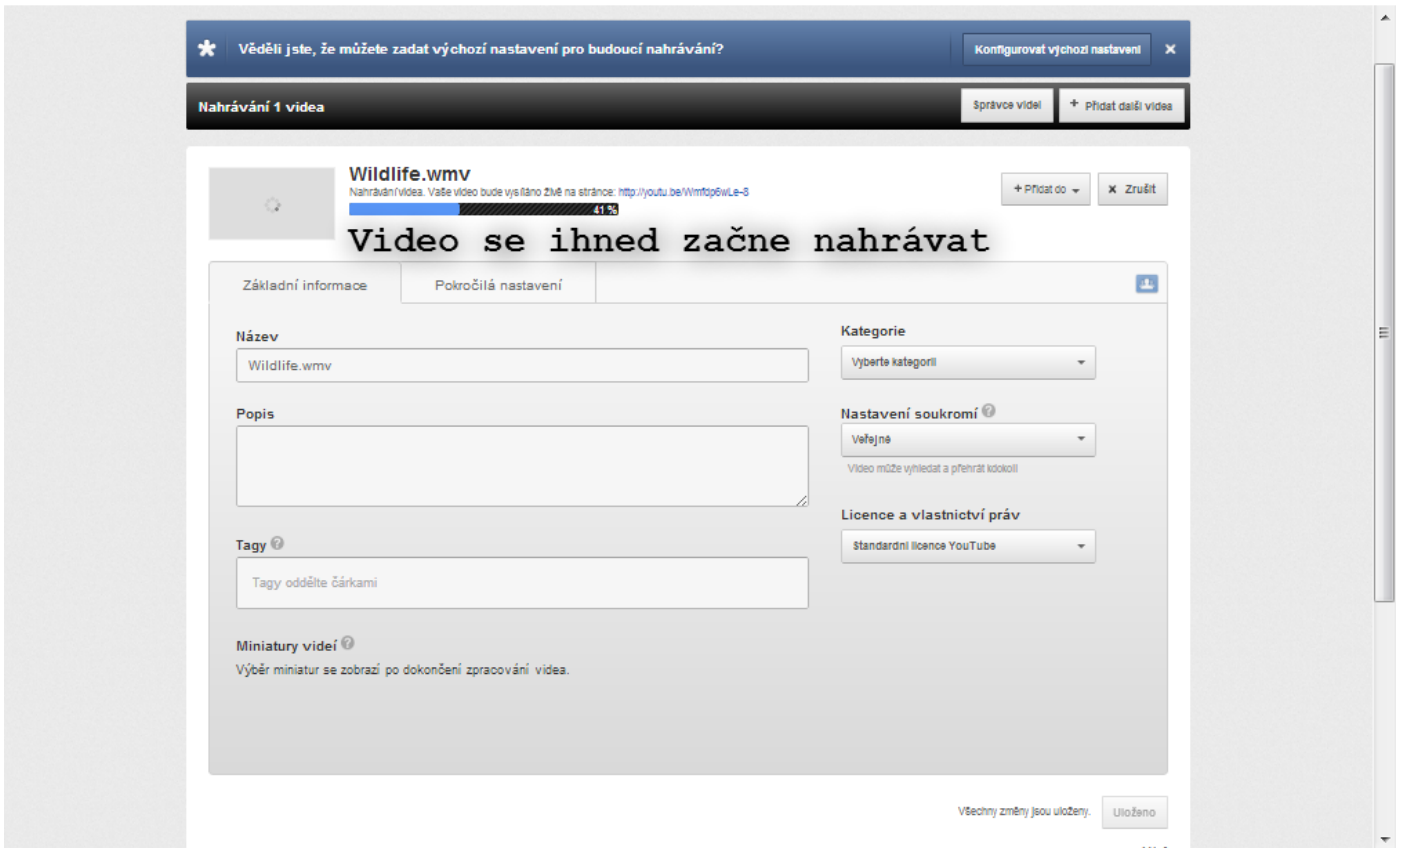 Věděli jste, že můžete zadat výchozí nastavení pro budoucí nahrávání?
Konfigurovat výchozí nastavení
Nahrávání 1 videa
Správce videí
+ Přidat další videa
Wildlife.wmv
Nahrávání videa. Vaše video bude vysíláno živě na stránce: http://youtu.be/Wmfdp6wLe-8
+ Přidat do
x Zrušit
41 %
Video se ihned začne nahrávat
Základní informace
Pokročilá nastavení
Název
Wildlife.wmv
Kategorie
Vyberte kategorii
Popis
Nastavení soukromí
Veřejné
Video může vyhledat a přehrát kdokoli
Licence a vlastnictví práv
Standardní licence YouTube
Tagy
Tagy oddělte čárkami
Miniatury videí
Výběr miniatur se zobrazí po dokončení zpracování videa.
Všechny změny jsou uloženy.
Uloženo